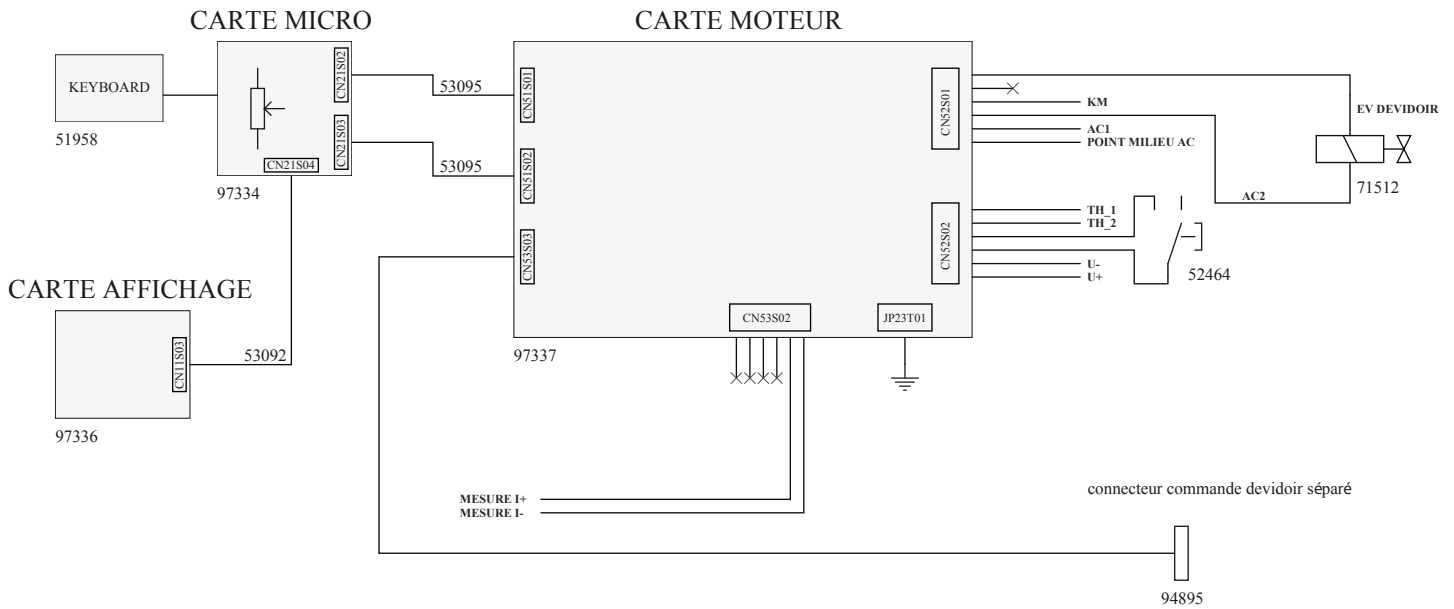 CARTE MICRO
CARTE MOTEUR
KEYBOARD
51958
CN21S02
CN21S03
CN21S04
97334
53095
53095
CN51S01
CN51S02
CN53S03
CN52S01
KM
AC1
POINT MILIEU AC
EV DEVIDOIR
71512
AC2
CN52S02
TH_1
TH_2
U-
U+
52464
CARTE AFFICHAGE
CN11S03
53092
97336
CN53S02
JP23T01
97337
MESURE I+
MESURE I-
connecteur commande devidoir séparé
94895